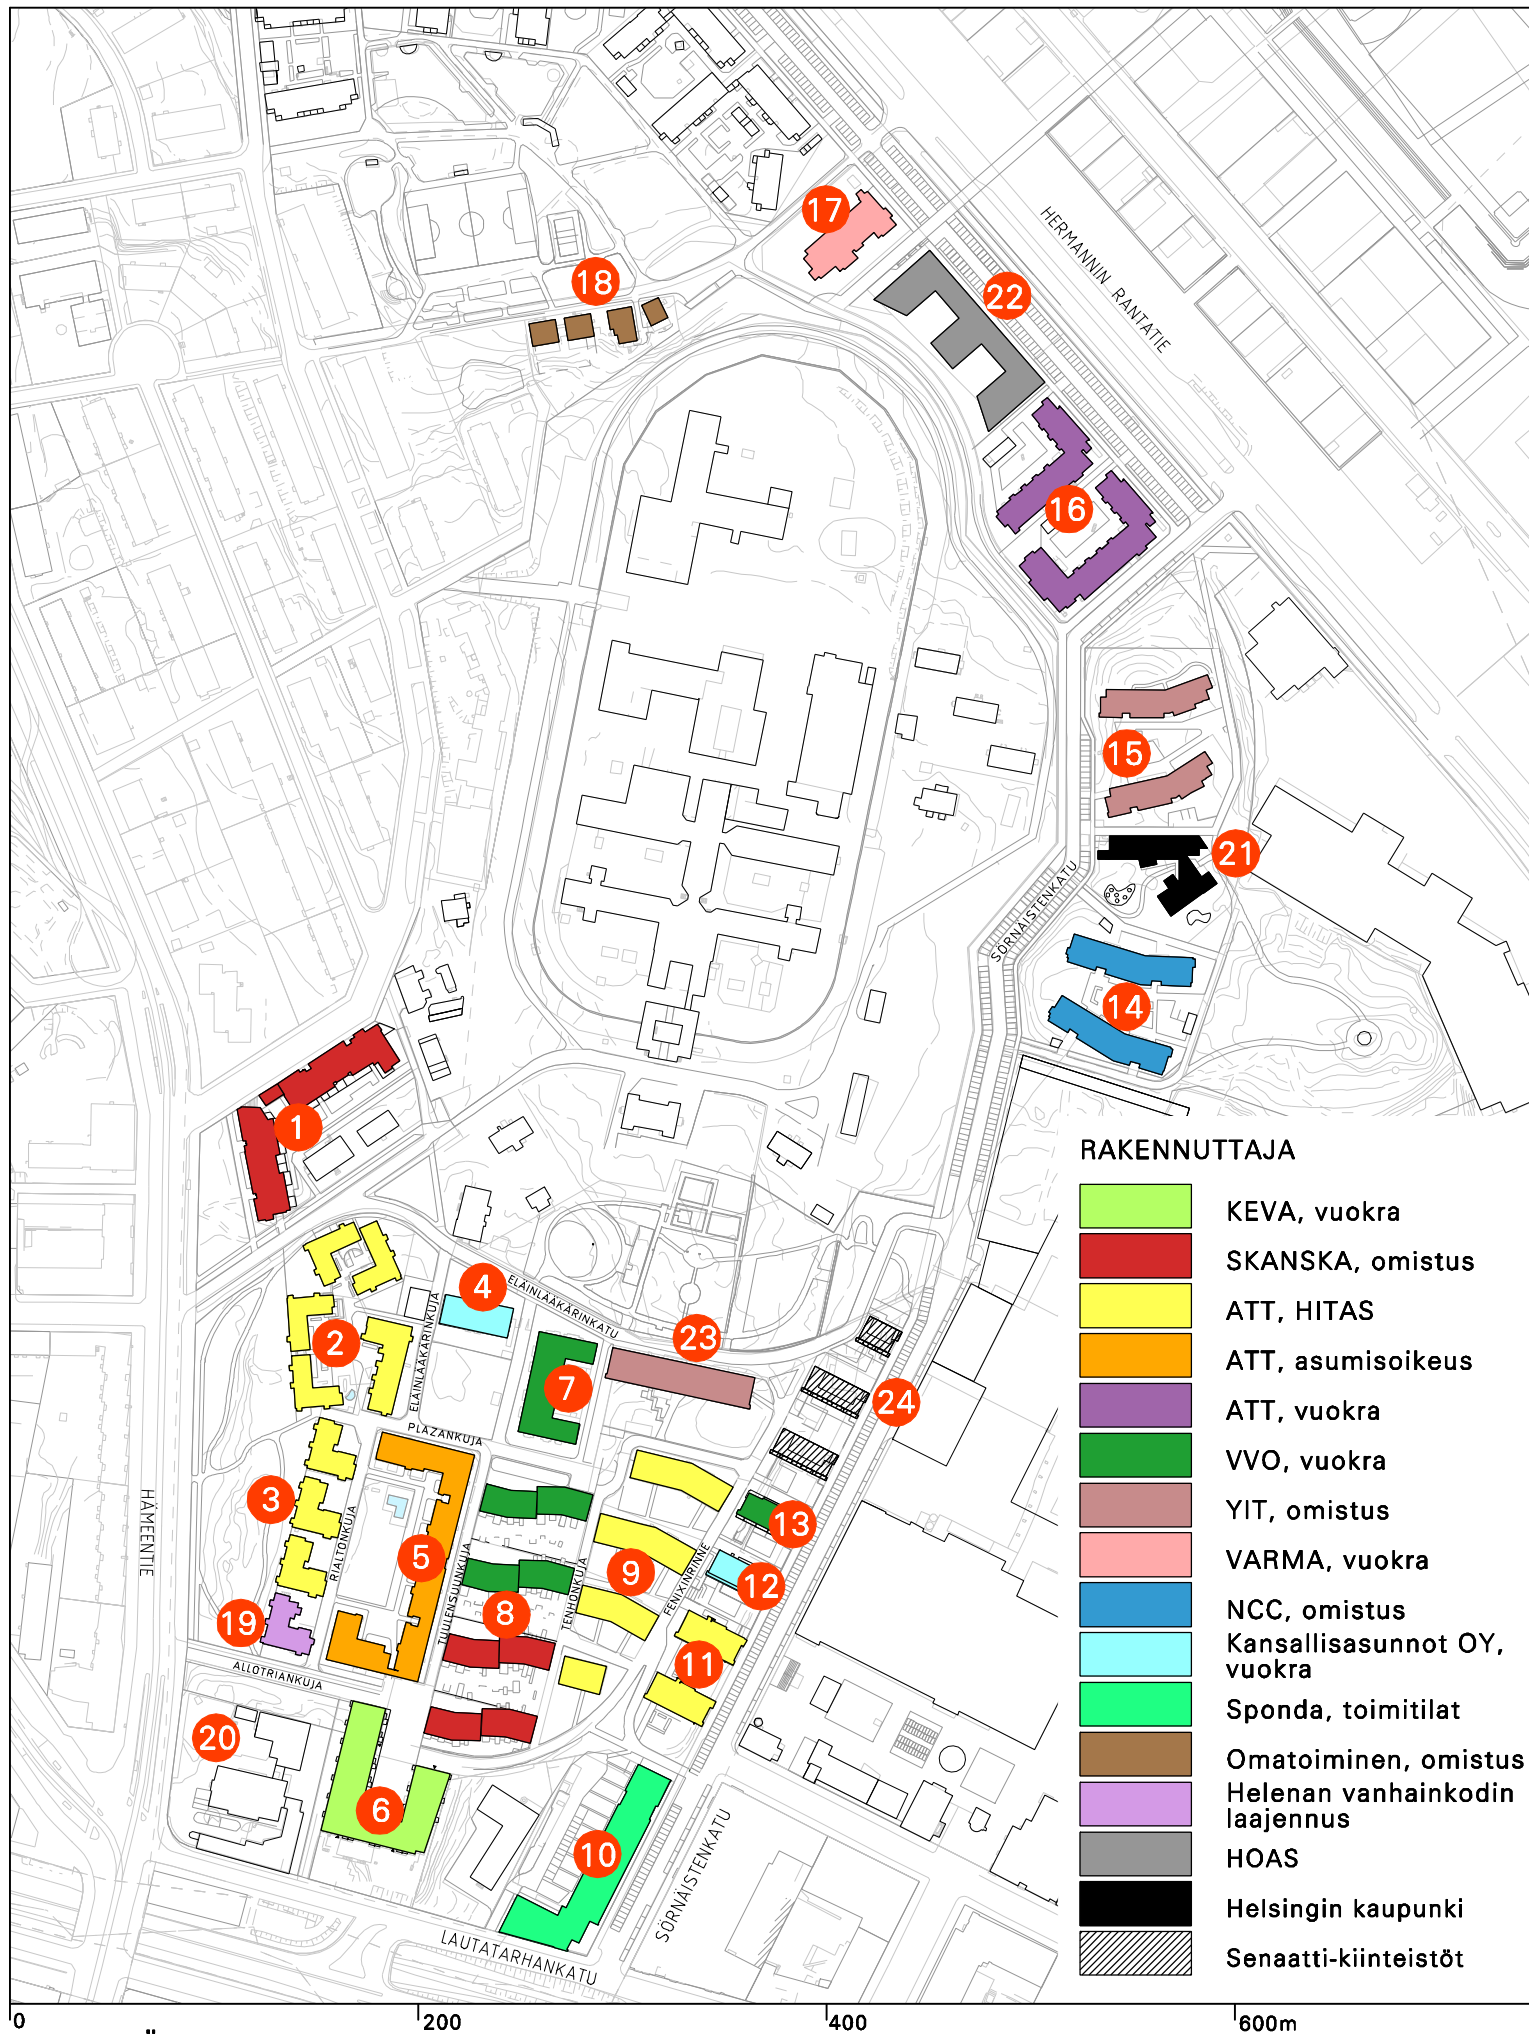 17
HERMANNIN RANTATIE
18
22
16
15
21
SÖRNÄISTENKATU
14
1
RAKENNUTTAJA
KEVA, vuokra
SKANSKA, omistus
ATT, HITAS
ATT, asumisoikeus
ATT, vuokra
VVO, vuokra
YIT, omistus
VARMA, vuokra
NCC, omistus
Kansallisasunnot OY,
vuokra
Sponda, toimitilat
Omatoiminen, omistus
Helenan vanhainkodin
laajennus
HOAS
Helsingin kaupunki
Senaatti-kiinteistöt
4
ELÄINLÄÄKÄRINKATU
23
2
ELÄINLÄÄKÄRINKUJA
7
24
PLAZANKUJA
HÄMEENTIE
3
RIALTONKUJA
5
TUULENSUUNKUJA
13
9
FENIXINRINNE
12
TENHONKUJA
8
19
11
ALLOTRIANKUJA
20
6
10
SÖRNÄISTENKATU
LAUTATARHANKATU
0
200
400
600m